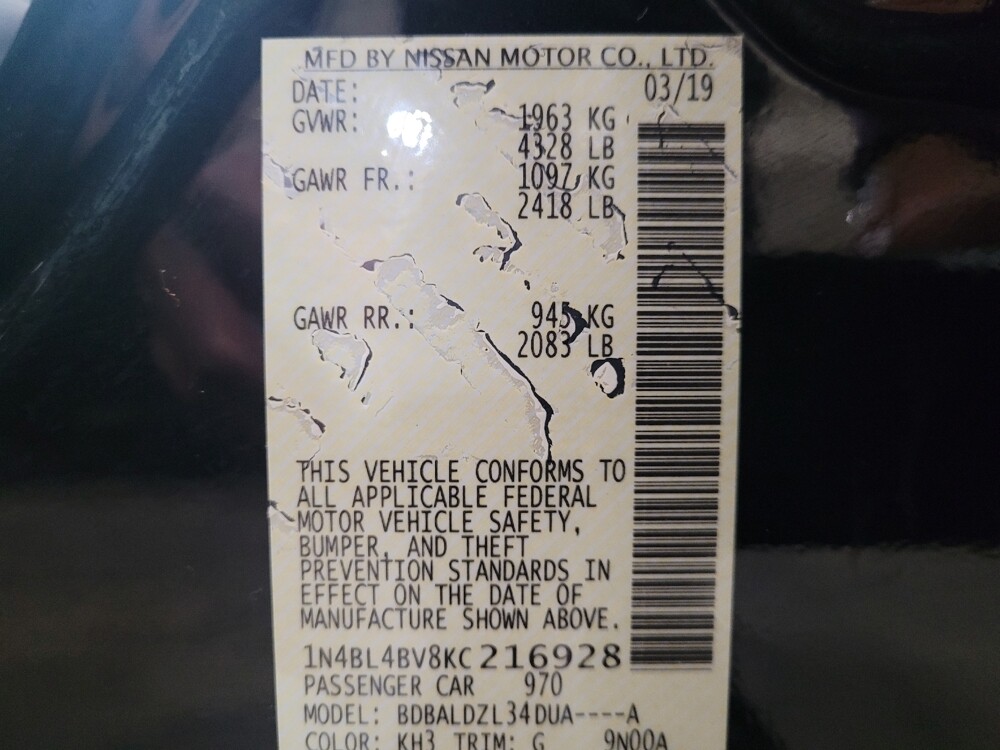 MFD BY NISSAN MOTOR CO., LTD.
DATE: 03/19
GVWR: 1963 KG
4328 LB
GAWR FR.: 1097 KG
2418 LB
GAWR RR.: 945 KG
2083 LB
THIS VEHICLE CONFORMS TO
ALL APPLICABLE FEDERAL
MOTOR VEHICLE SAFETY,
BUMPER, AND THEFT
PREVENTION STANDARDS IN
EFFECT ON THE DATE OF
MANUFACTURE SHOWN ABOVE.
1N4BL4BV8KC216928
PASSENGER CAR 970
MODEL: BDBALDZL34DUA----A
COLOR: KH3 TRIM: G 9N00A